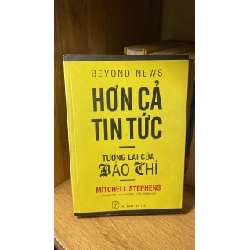 BEYOND NEWS
HƠN CẢ
TIN TỨC
TƯƠNG LAI CỦA
BÁO CHÍ
MITCHELL STEPHENS